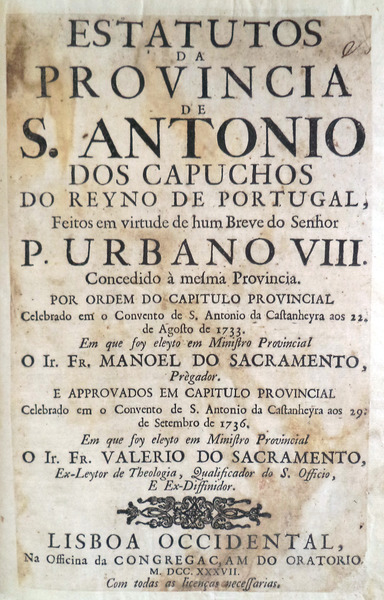 ESTATUTOS
DA
PROVINCIA
DE
S. ANTONIO
DOS CAPUCHOS
DO REYNO DE PORTUGAL,
Feitos em virtude de hum Breve do Senhor
P. URBANO VIII.
Concedido à meſma Provincia.
POR ORDEM DO CAPITULO PROVINCIAL
Celebrado em o Convento de S. Antonio da Caſtanheyra aos 22.
de Agoſto de 1733.
Em que foy eleyto em Miniſtro Provincial
O Ir. Fr. MANOEL DO SACRAMENTO,
Prègador.
E APPROVADOS EM CAPITULO PROVINCIAL
Celebrado em o Convento de S. Antonio da Caſtanheyra aos 29.
de Setembro de 1736.
Em que foy eleyto em Miniſtro Provincial
O Ir. Fr. VALERIO DO SACRAMENTO,
Ex-Leytor de Theologia, Qualificador do S. Officio,
E Ex-Diffinidor.
LISBOA OCCIDENTAL,
Na Officina da CONGREGAC,AM DO ORATORIO.
M. DCC. XXXVII.
Com todas as licenças neceſſarias.